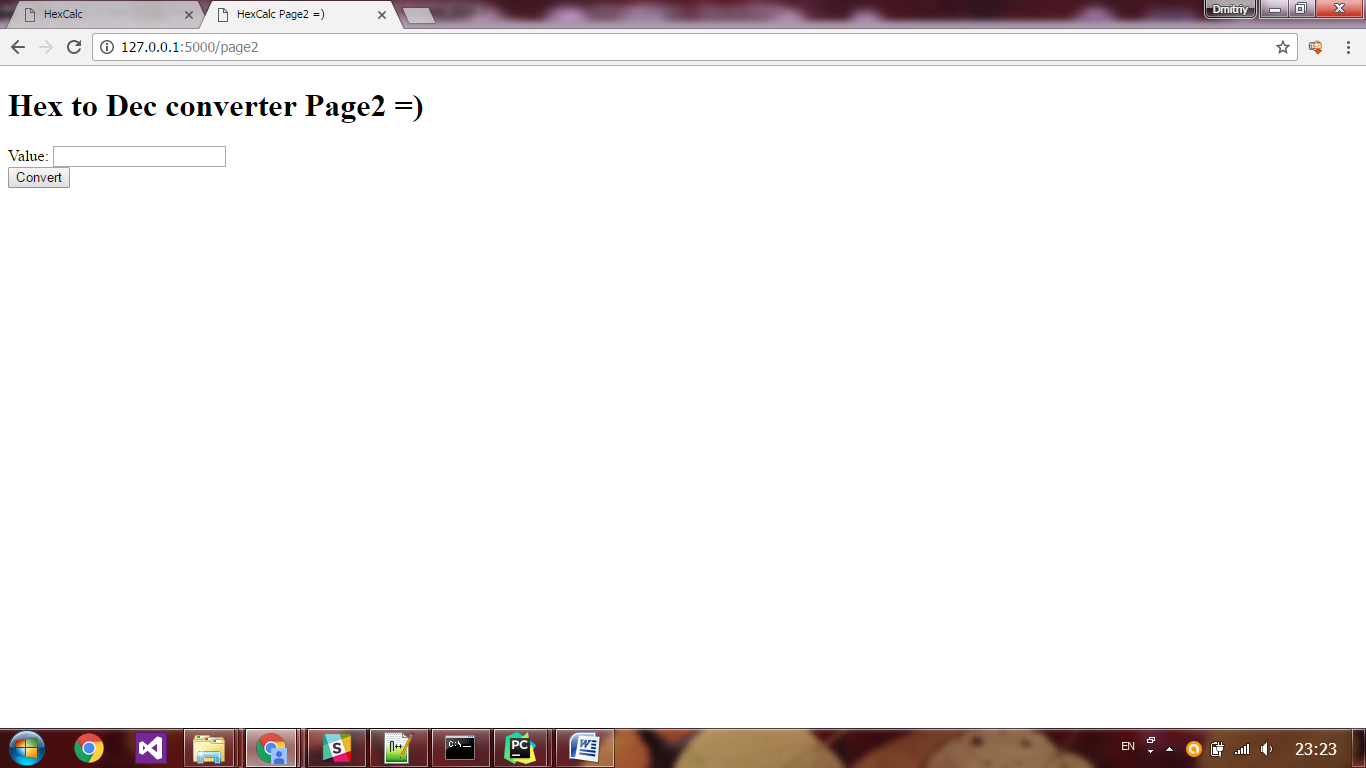 HexCalc
HexCalc Page2 =)
Dmitriy
127.0.0.1:5000/page2
Hex to Dec converter Page2 =)
Value:
Convert
C:\_
PC
EN
23:23